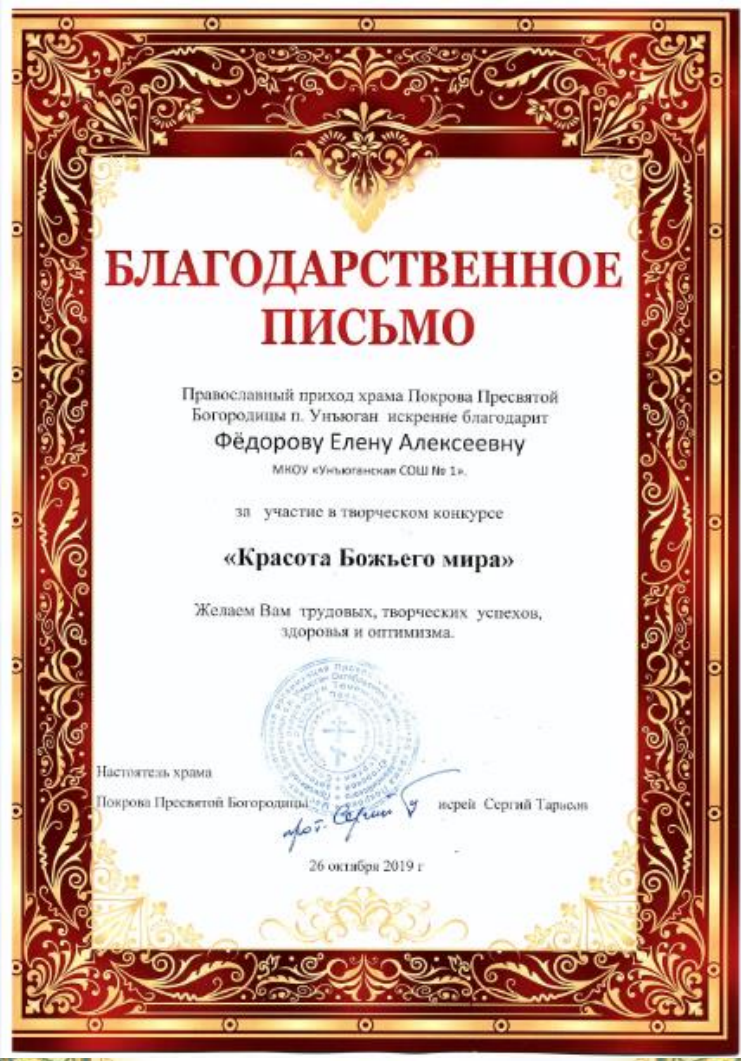 БЛАГОДАРСТВЕННОЕ
ПИСЬМО
Православный приход храма Покрова Пресвятой
Богородицы п. Унъюган искренне благодарит
Фёдорову Елену Алексеевну
МКОУ «Унъюганская СОШ № 1».
за участие в творческом конкурсе
«Красота Божьего мира»
Желаем Вам трудовых, творческих успехов,
здоровья и оптимизма.
Настоятель храма
Покрова Пресвятой Богородицы иерей Сергий Тарасов
прот. Сергий
26 октября 2019 г